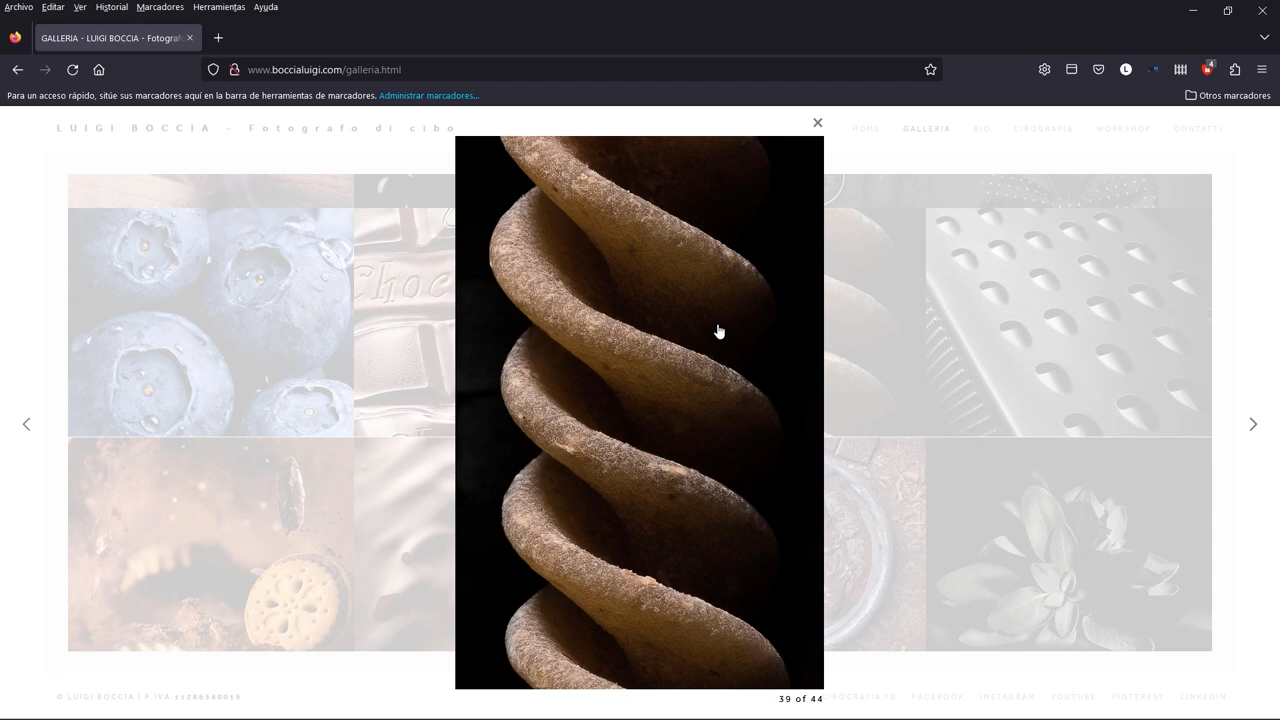 Archivo Editar Ver Historial Marcadores Herramientas Ayuda
GALLERIA - LUIGI BOCCIA - Fotograf
www.boccialuigi.com/galleria.html
L
4
Para un acceso rápido, sitúe sus marcadores aquí en la barra de herramientas de marcadores. Administrar marcadores...
Otros marcadores
LUIGI BOCCIA - Fotografo di cibo
HOME GALLERIA BIO CIBOGRAFIA WORKSHOP CONTATTI
Choc
39 of 44
© LUIGI BOCCIA | P.IVA 11286540015
CIBOGRAFIA FB FACEBOOK INSTAGRAM YOUTUBE PINTEREST LINKEDIN